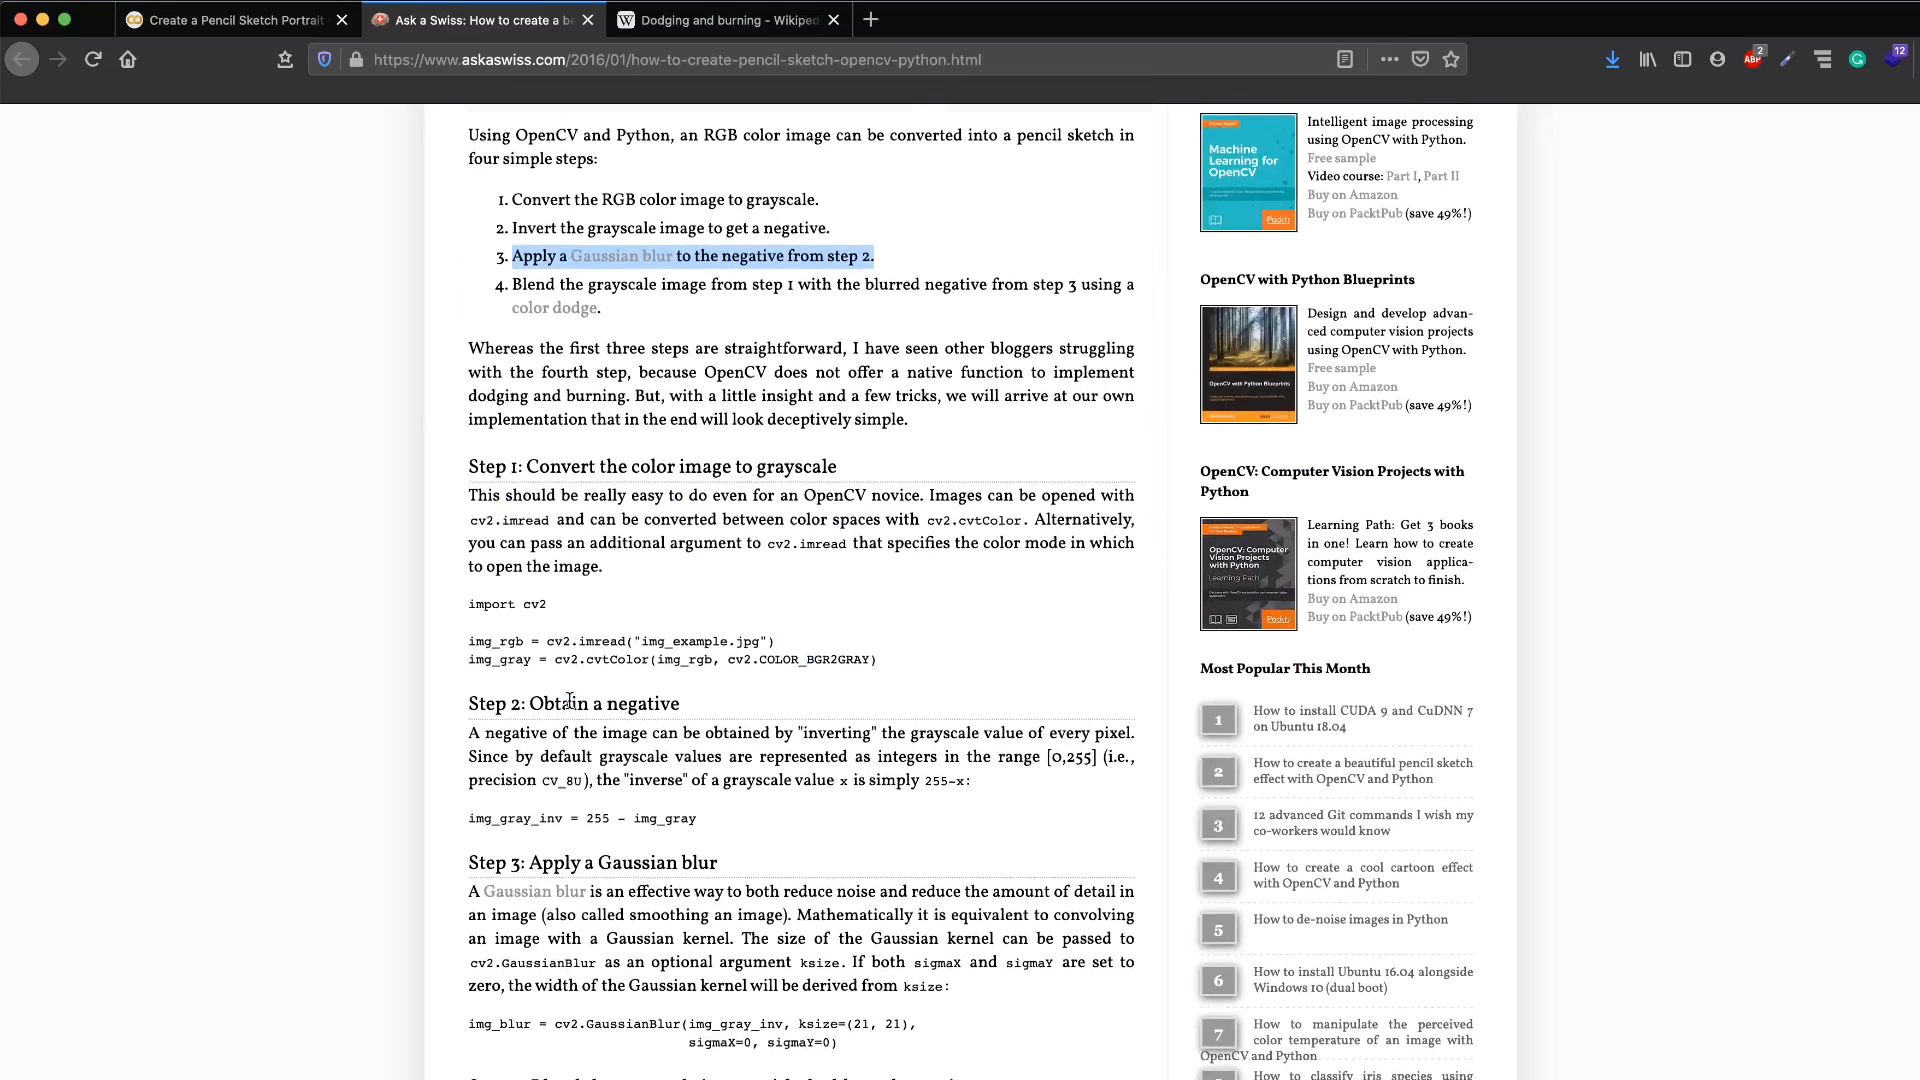 Create a Pencil Sketch Portrait
Ask a Swiss: How to create a be
Dodging and burning - Wikiped
https://www.askaswiss.com/2016/01/how-to-create-pencil-sketch-opencv-python.html
ABP
2
12
Using OpenCV and Python, an RGB color image can be converted into a pencil sketch in
four simple steps:
1. Convert the RGB color image to grayscale.
2. Invert the grayscale image to get a negative.
3. Apply a Gaussian blur to the negative from step 2.
4. Blend the grayscale image from step 1 with the blurred negative from step 3 using a
color dodge.
Whereas the first three steps are straightforward, I have seen other bloggers struggling
with the fourth step, because OpenCV does not offer a native function to implement
dodging and burning. But, with a little insight and a few tricks, we will arrive at our own
implementation that in the end will look deceptively simple.
Step 1: Convert the color image to grayscale
This should be really easy to do even for an OpenCV novice. Images can be opened with
cv2.imread and can be converted between color spaces with cv2.cvtColor. Alternatively,
you can pass an additional argument to cv2.imread that specifies the color mode in which
to open the image.
import cv2
img_rgb = cv2.imread("img_example.jpg")
img_gray = cv2.cvtColor(img_rgb, cv2.COLOR_BGR2GRAY)
Step 2: Obtain a negative
A negative of the image can be obtained by "inverting" the grayscale value of every pixel.
Since by default grayscale values are represented as integers in the range [0,255] (i.e.,
precision CV_8U), the "inverse" of a grayscale value x is simply 255-x:
img_gray_inv = 255 - img_gray
Step 3: Apply a Gaussian blur
A Gaussian blur is an effective way to both reduce noise and reduce the amount of detail in
an image (also called smoothing an image). Mathematically it is equivalent to convolving
an image with a Gaussian kernel. The size of the Gaussian kernel can be passed to
cv2.GaussianBlur as an optional argument ksize. If both sigmaX and sigmaY are set to
zero, the width of the Gaussian kernel will be derived from ksize:
img_blur = cv2.GaussianBlur(img_gray_inv, ksize=(21, 21),
sigmaX=0, sigmaY=0)
Machine
Learning for
OpenCV
Packt>
Intelligent image processing
using OpenCV with Python.
Free sample
Video course: Part I, Part II
Buy on Amazon
Buy on PacktPub (save 49%!)
OpenCV with Python Blueprints
OpenCV with Python Blueprints
Design and develop advan-
ced computer vision projects
using OpenCV with Python.
Free sample
Buy on Amazon
Buy on PacktPub (save 49%!)
OpenCV: Computer Vision Projects with
Python
OpenCV: Computer
Vision Projects
with Python
Learning Path
Packt>
Learning Path: Get 3 books
in one! Learn how to create
computer vision applica-
tions from scratch to finish.
Buy on Amazon
Buy on PacktPub (save 49%!)
Most Popular This Month
1 How to install CUDA 9 and CuDNN 7
on Ubuntu 18.04
2 How to create a beautiful pencil sketch
effect with OpenCV and Python
3 12 advanced Git commands I wish my
co-workers would know
4 How to create a cool cartoon effect
with OpenCV and Python
5 How to de-noise images in Python
6 How to install Ubuntu 16.04 alongside
Windows 10 (dual boot)
7 How to manipulate the perceived
color temperature of an image with
OpenCV and Python
How to classify iris species using